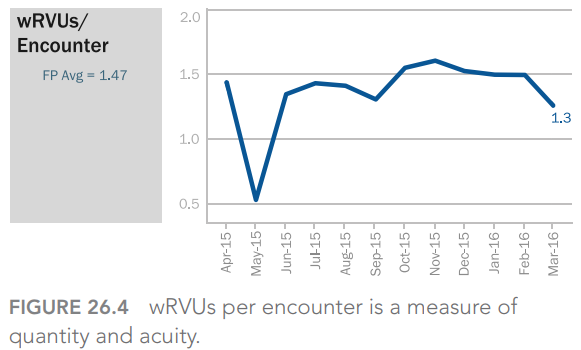 wRVUs/
Encounter
FP Avg = 1.47
2.0
1.5
1.0
0.5
1.3
Apr-15
May-15
Jun-15
Jul-15
Aug-15
Sep-15
Oct-15
Nov-15
Dec-15
Jan-16
Feb-16
Mar-16
FIGURE 26.4 wRVUs per encounter is a measure of
quantity and acuity.